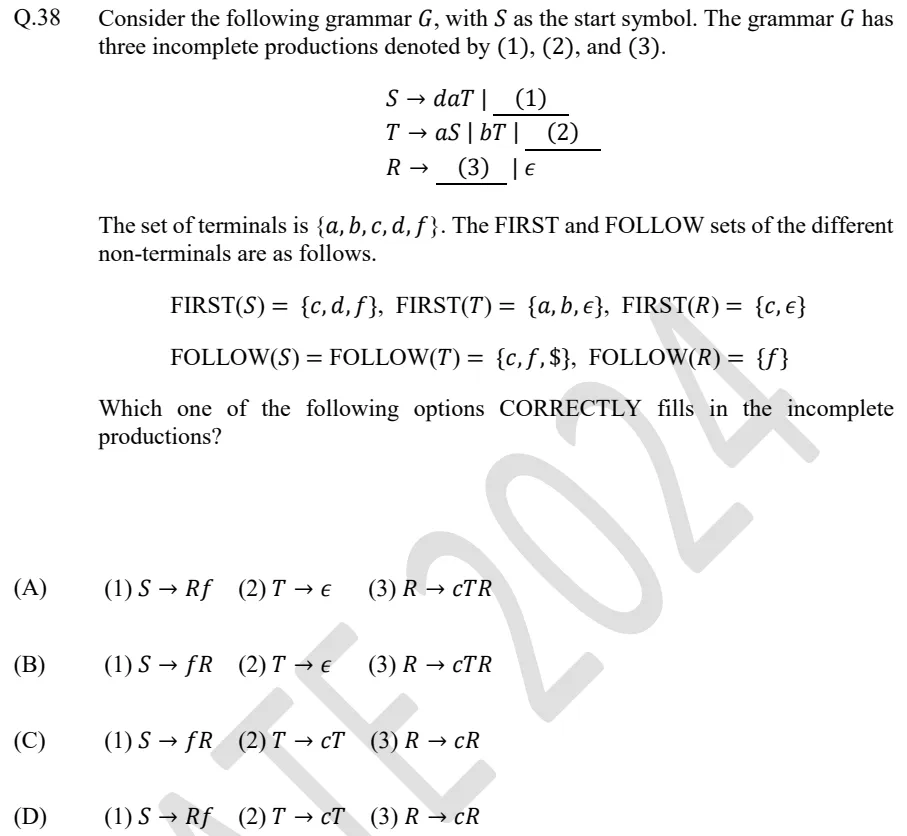 Q.38 Consider the following grammar G, with S as the start symbol. The grammar G has
three incomplete productions denoted by (1), (2), and (3).
S → daT | (1)
T → aS | bT | (2)
R → (3) | ϵ
The set of terminals is {a, b, c, d, f}. The FIRST and FOLLOW sets of the different
non-terminals are as follows.
FIRST(S) = {c, d, f}, FIRST(T) = {a, b, ϵ}, FIRST(R) = {c, ϵ}
FOLLOW(S) = FOLLOW(T) = {c, f, $}, FOLLOW(R) = {f}
Which one of the following options CORRECTLY fills in the incomplete
productions?
(A) (1) S → Rf (2) T → ϵ (3) R → cTR
(B) (1) S → fR (2) T → ϵ (3) R → cTR
(C) (1) S → fR (2) T → cT (3) R → cR
(D) (1) S → Rf (2) T → cT (3) R → cR
ATE 2024